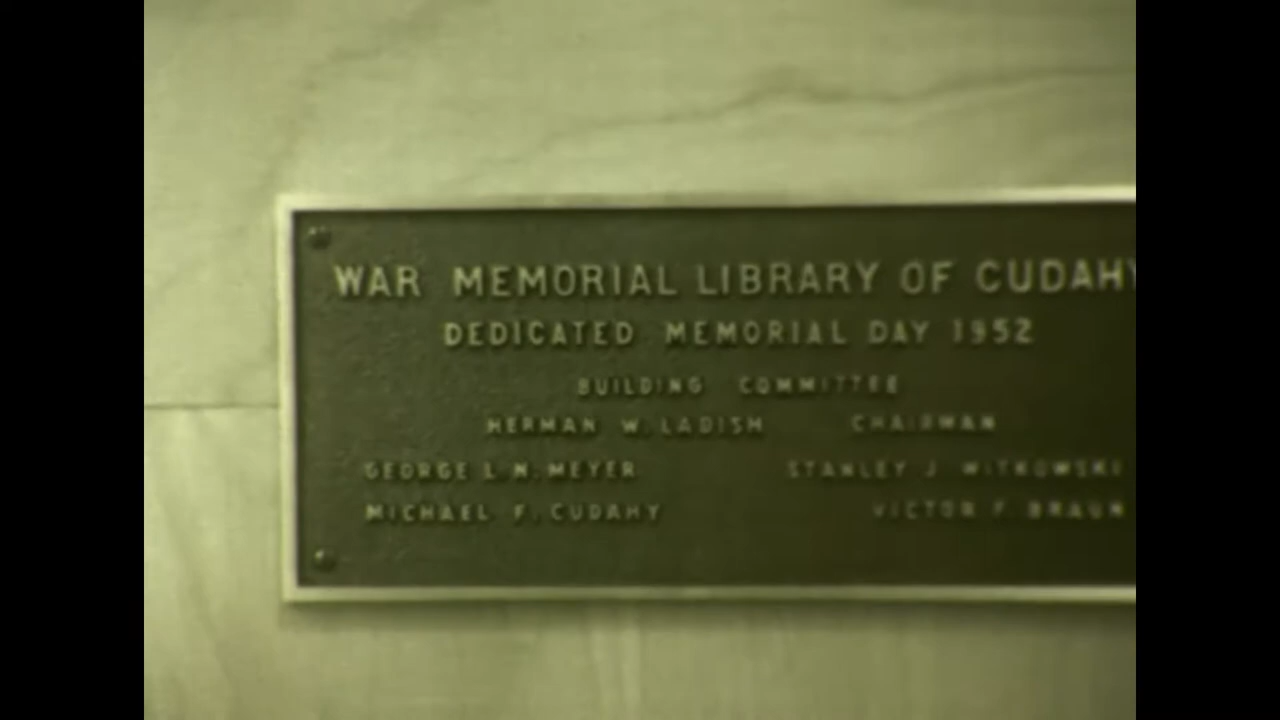 WAR MEMORIAL LIBRARY OF CUDAHY
DEDICATED MEMORIAL DAY 1952
BUILDING COMMITTEE
HERMAN W. LADISH CHAIRMAN
GEORGE L. N. MEYER STANLEY J. WITKOWSKI
MICHAEL F. CUDAHY VICTOR F. BRAUN